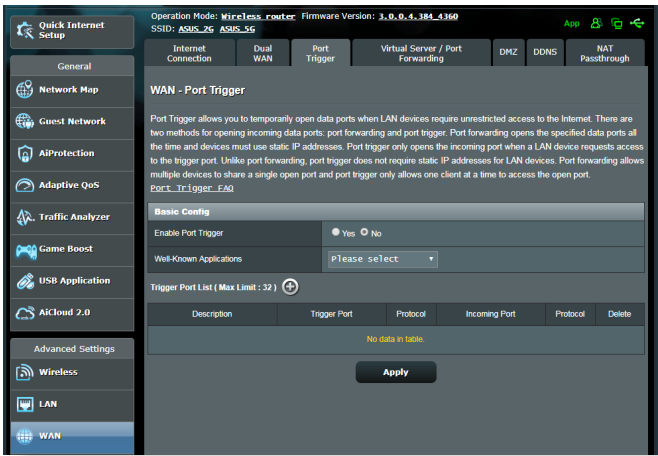 Quick Internet
Setup
General
Network Map
Guest Network
AiProtection
Adaptive QoS
Traffic Analyzer
Game Boost
USB Application
AiCloud 2.0
Advanced Settings
Wireless
LAN
WAN
Operation Mode: Wireless router Firmware Version: 3.0.0.4.384_4360
SSID: ASUS_2G ASUS_5G
App
Internet
Connection
Dual
WAN
Port
Trigger
Virtual Server / Port
Forwarding
DMZ
DDNS
NAT
Passthrough
WAN - Port Trigger
Port Trigger allows you to temporarily open data ports when LAN devices require unrestricted access to the Internet. There are
two methods for opening incoming data ports: port forwarding and port trigger. Port forwarding opens the specified data ports all
the time and devices must use static IP addresses. Port trigger only opens the incoming port when a LAN device requests access
to the trigger port. Unlike port forwarding, port trigger does not require static IP addresses for LAN devices. Port forwarding allows
multiple devices to share a single open port and port trigger only allows one client at a time to access the open port.
Port Trigger FAQ
Basic Config
Enable Port Trigger
Yes No
Well-Known Applications
Please select
Trigger Port List ( Max Limit : 32 )
Description Trigger Port Protocol Incoming Port Protocol Delete
No data in table.
Apply